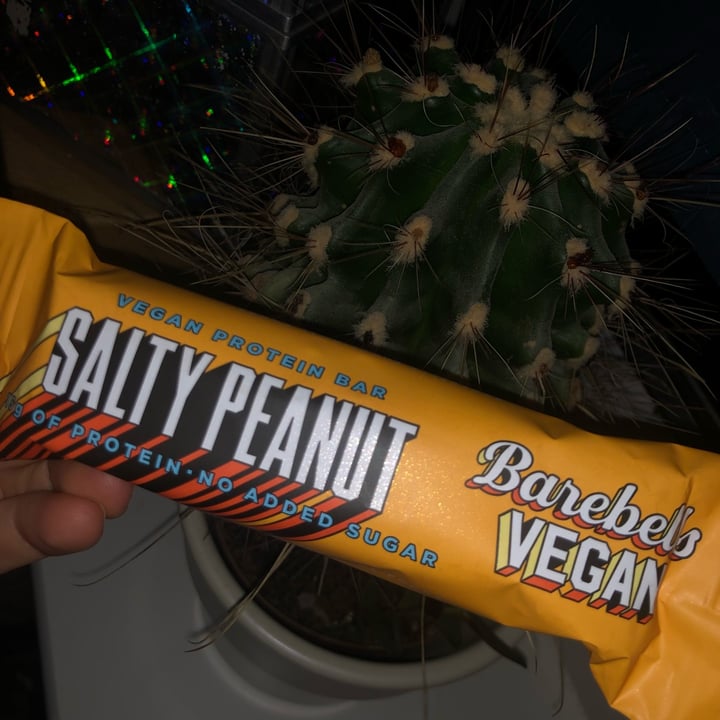 VEGAN PROTEIN BAR
SALTY PEANUT
OF PROTEIN·NO ADDED SUGAR
Barebells
VEGAN